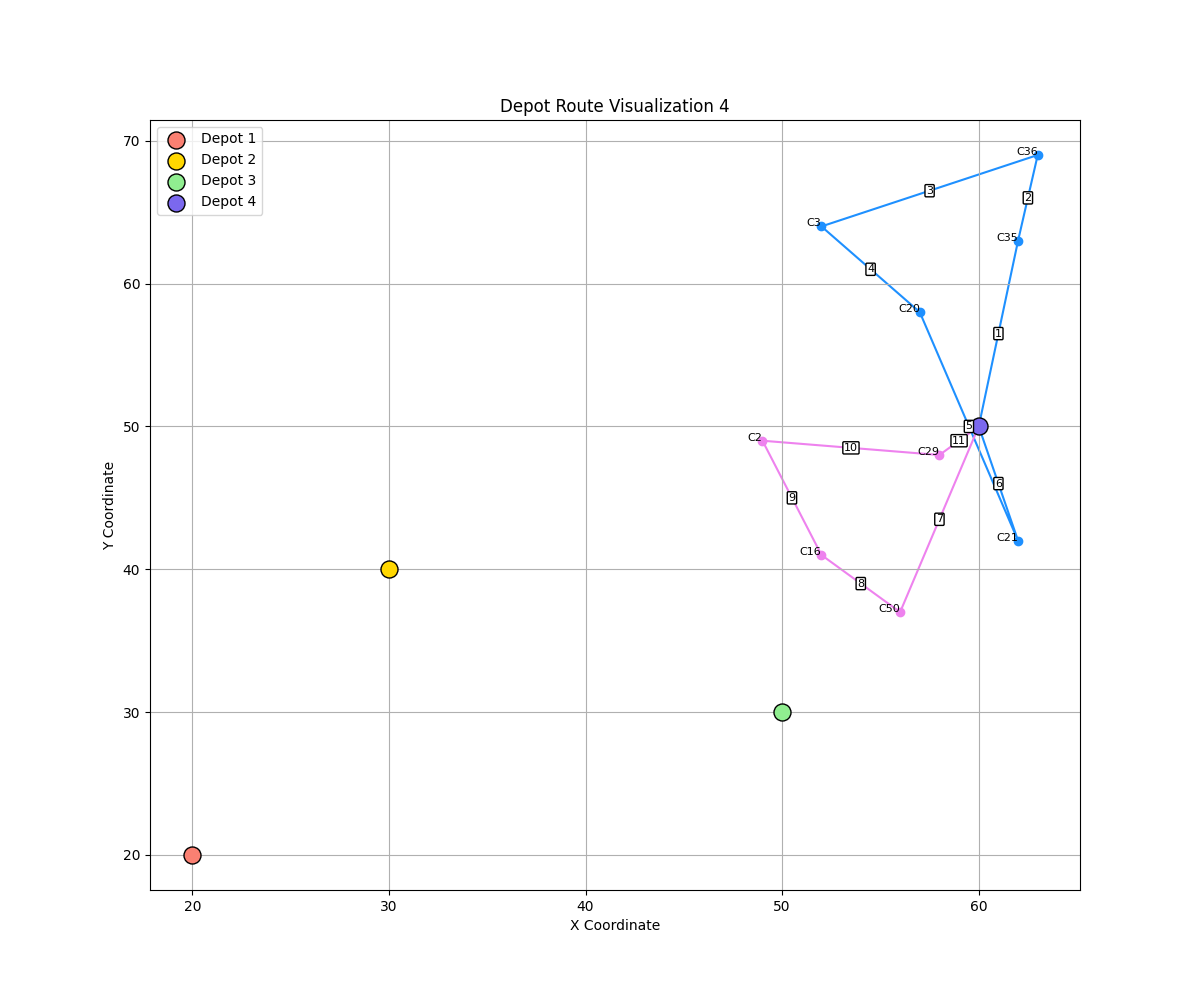 Depot Route Visualization 4
Depot 1
Depot 2
Depot 3
Depot 4
70
60
50
40
30
20
Y Coordinate
20
30
40
50
60
X Coordinate
C36
3
2
C3
C35
4
C20
1
5
C2
11
10
C29
6
9
7
C21
C16
8
C50